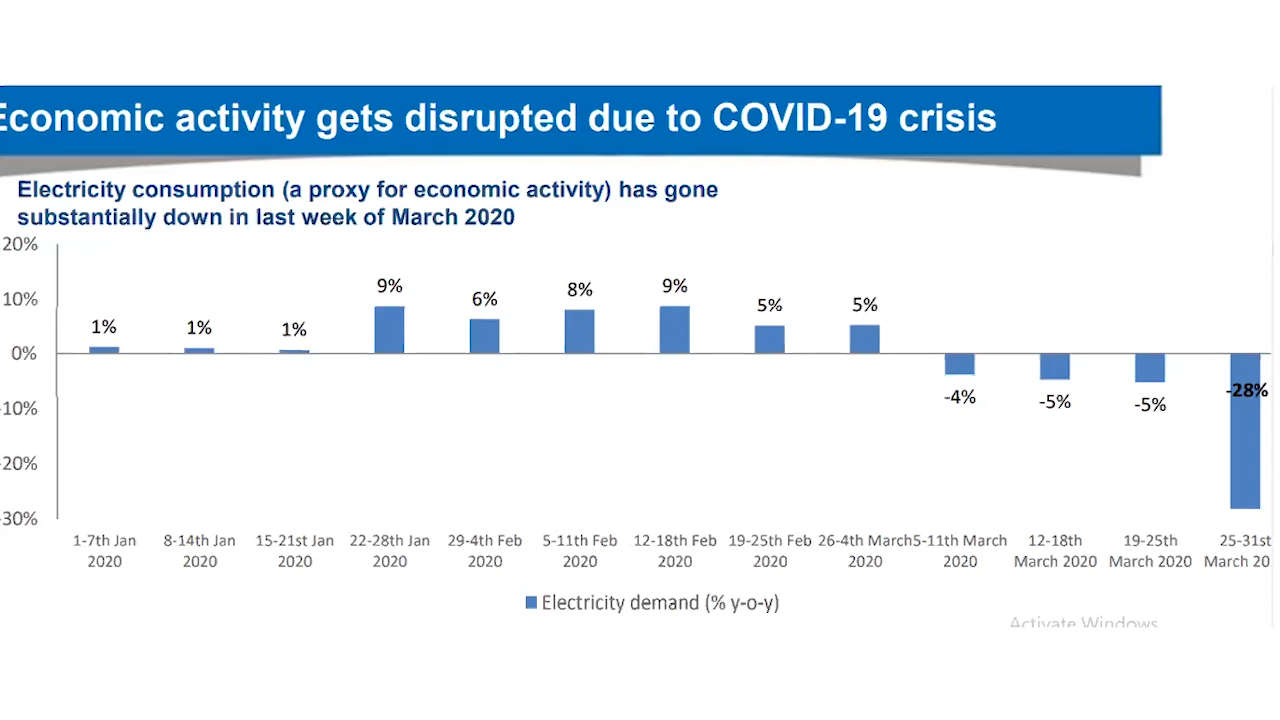 Economic activity gets disrupted due to COVID-19 crisis
Electricity consumption (a proxy for economic activity) has gone
substantially down in last week of March 2020
20%
10%
0%
-10%
-20%
-30%
1%
1%
1%
9%
6%
8%
9%
5%
5%
-4%
-5%
-5%
-28%
1-7th Jan 8-14th Jan 15-21st Jan 22-28th Jan 29-4th Feb 5-11th Feb 12-18th Feb 19-25th Feb 26-4th March 5-11th March 12-18th 19-25th 25-31st
2020 2020 2020 2020 2020 2020 2020 2020 2020 2020 March 2020 March 2020 March 20
Electricity demand (% y-o-y)
Activate Windows